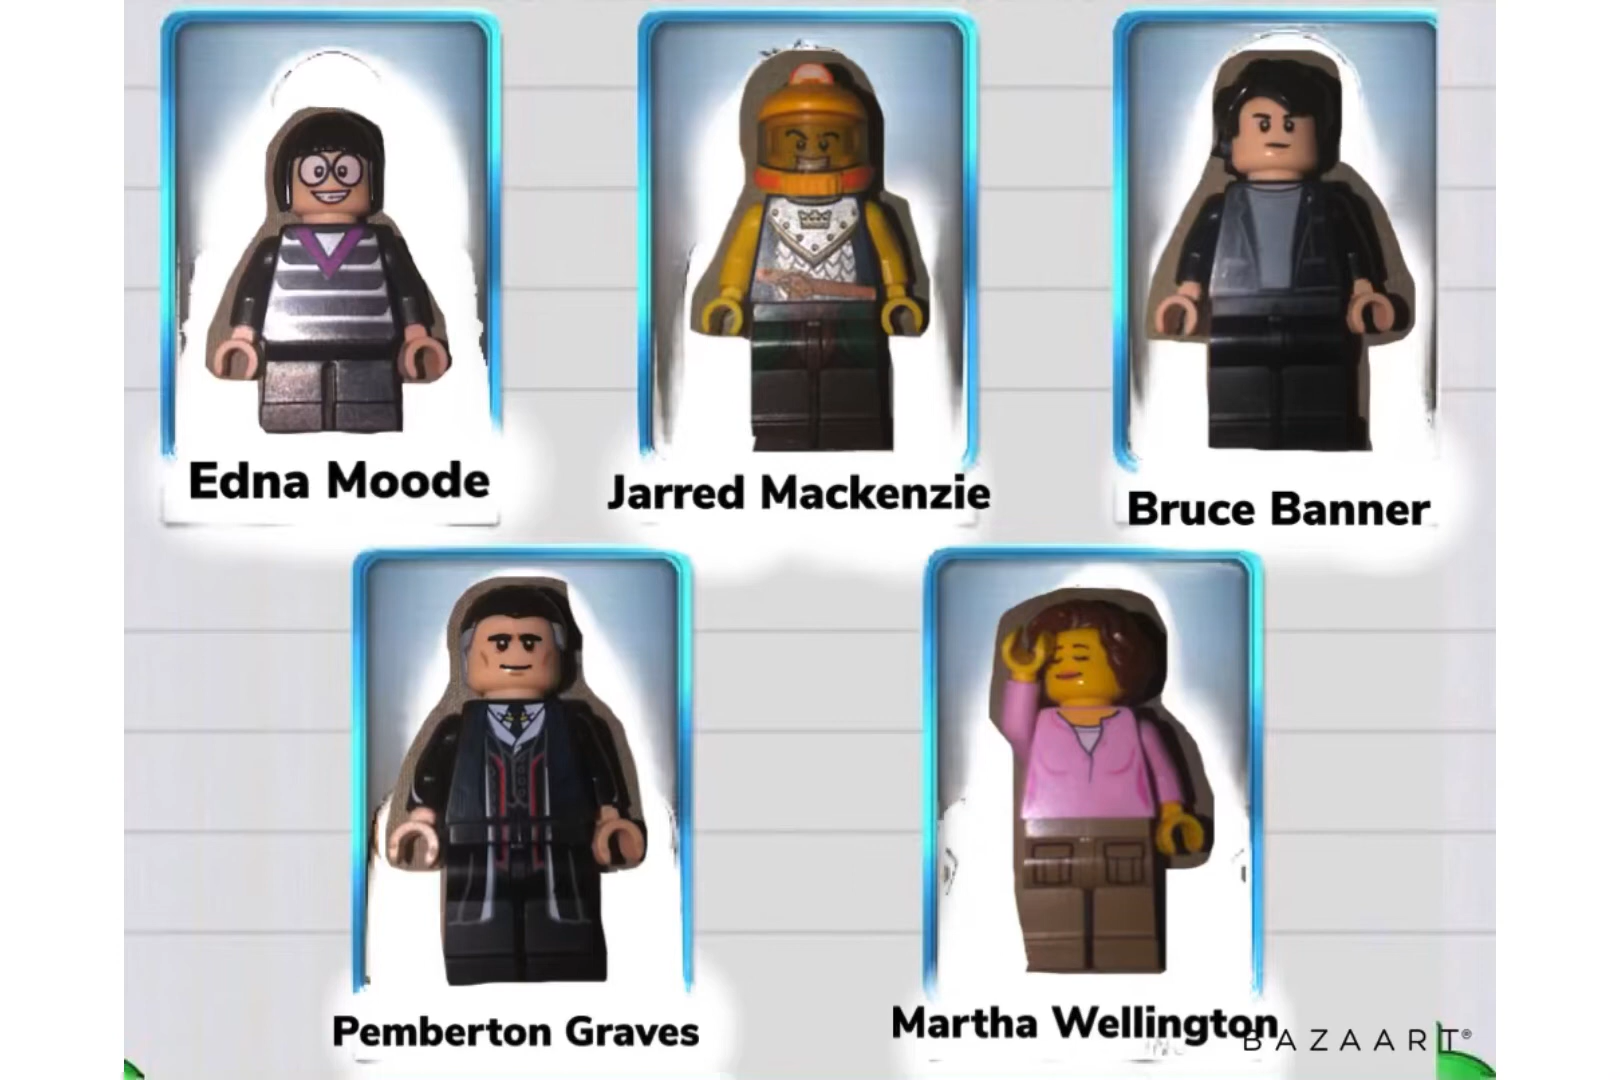 Edna Moode
Jarred Mackenzie
Bruce Banner
Pemberton Graves
Martha Wellington
BAZAART®